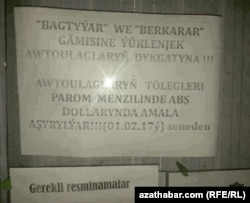 "BAGTYÝAR" WE "BERKARAR"
GÄMISINE ÝÜKLENJEK
AWTOULAGLARYŇ DYKGATYNA !!!
AWTOULAGLARYŇ TÖLEGLERI
PAROM MENZILINDE ABŞ
DOLLARYNDA AMALA
AŞYRYLÝAR!!!(01.02.17ý) seneden
Gerekli resminamalar
azathabar.com (RFE/RL)